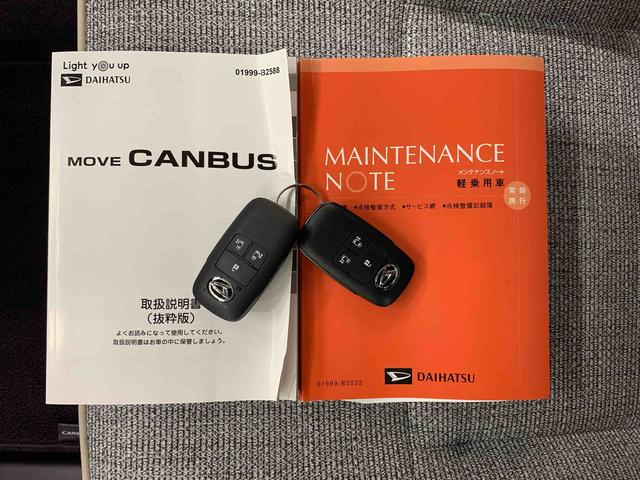 Light you up
DAIHATSU
01999-B2588
MOVE CANBUS
取扱説明書
（抜粋版）
よくお読みになって使用してください。
取扱説明書はお車の中に保管しましょう。
MAINTENANCE
NOTE
メンテナンスノート
軽乗用車
常時
携行
●点検整備方式 ●サービス網 ●点検整備記録簿
01989-B2032
DAIHATSU